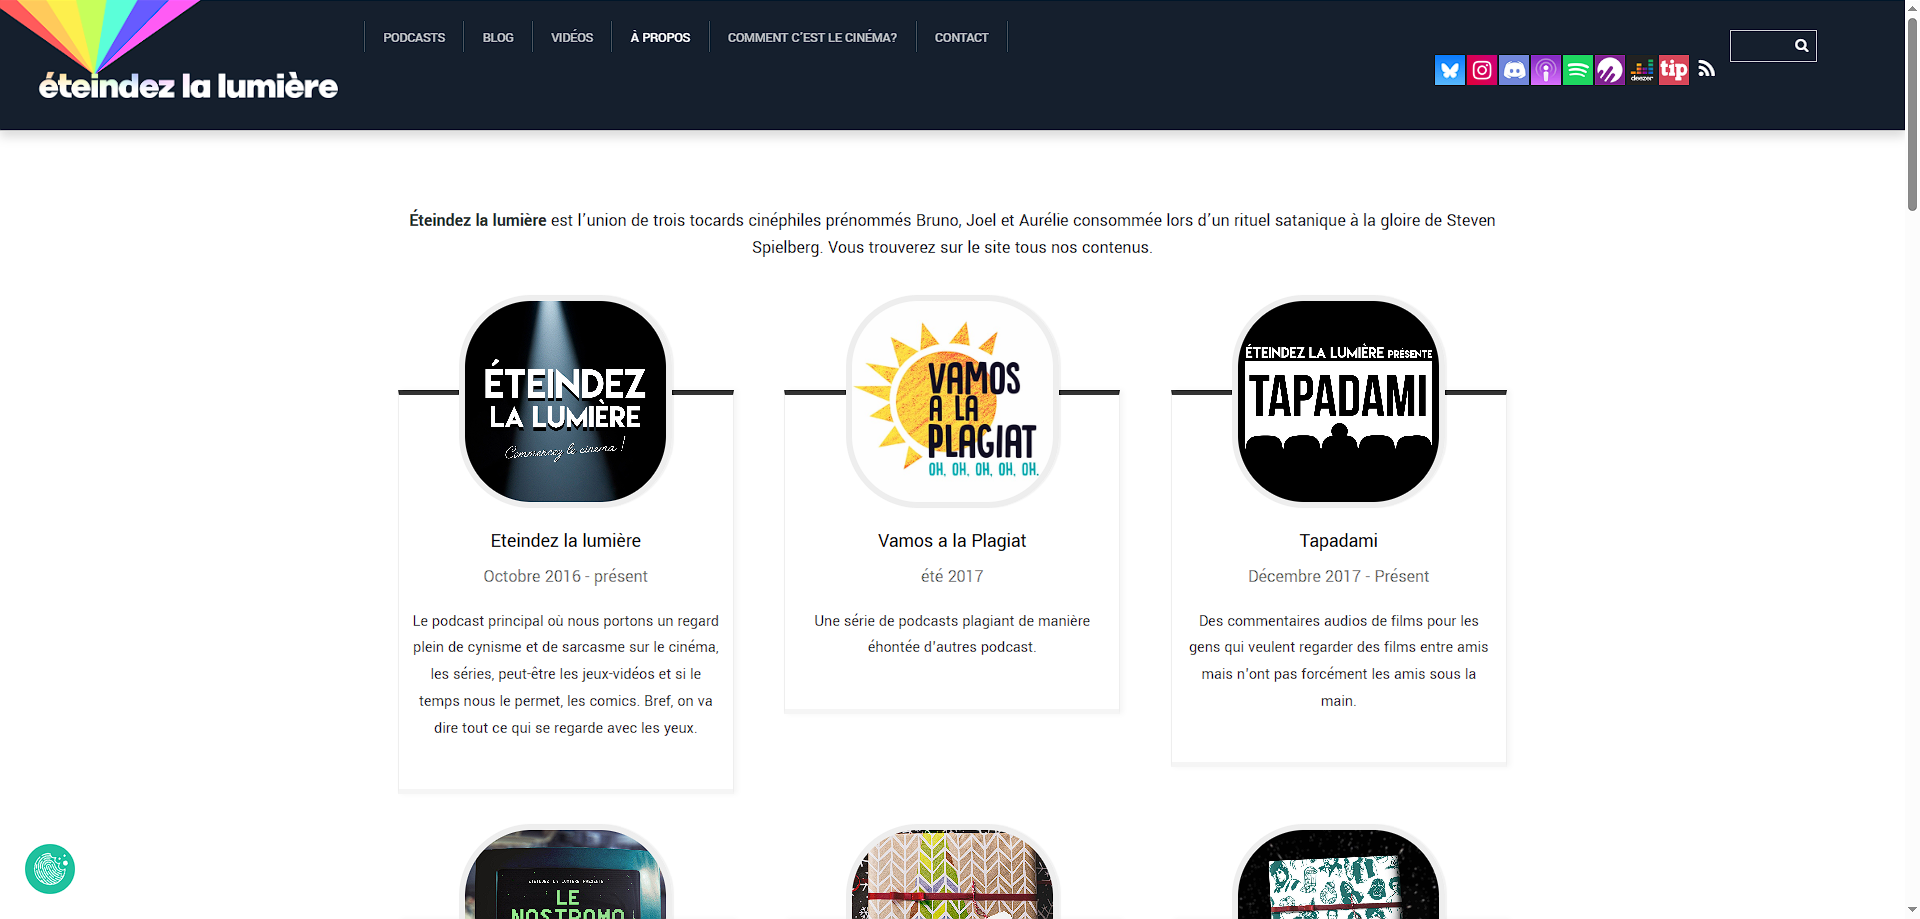 PODCASTS BLOG VIDÉOS À PROPOS COMMENT C'EST LE CINÉMA? CONTACT
éteindez la lumière
deezer
tip
Éteindez la lumière est l'union de trois tocards cinéphiles prénommés Bruno, Joel et Aurélie consommée lors d'un rituel satanique à la gloire de Steven
Spielberg. Vous trouverez sur le site tous nos contenus.
ÉTEINDEZ
LA LUMIÈRE
Commencez le cinéma !
Eteindez la lumière
Octobre 2016 - présent
Le podcast principal où nous portons un regard
plein de cynisme et de sarcasme sur le cinéma,
les séries, peut-être les jeux-vidéos et si le
temps nous le permet, les comics. Bref, on va
dire tout ce qui se regarde avec les yeux.
VAMOS
A LA
PLAGIAT
OH, OH, OH, OH, OH.
Vamos a la Plagiat
été 2017
Une série de podcasts plagiant de manière
éhontée d'autres podcast.
ÉTEINDEZ LA LUMIÈRE PRÉSENTE
TAPADAMI
Tapadami
Décembre 2017 - Présent
Des commentaires audios de films pour les
gens qui veulent regarder des films entre amis
mais n'ont pas forcément les amis sous la
main.
ÉTEINDEZ LA LUMIÈRE PRÉSENTE
LE
NOSTROMO